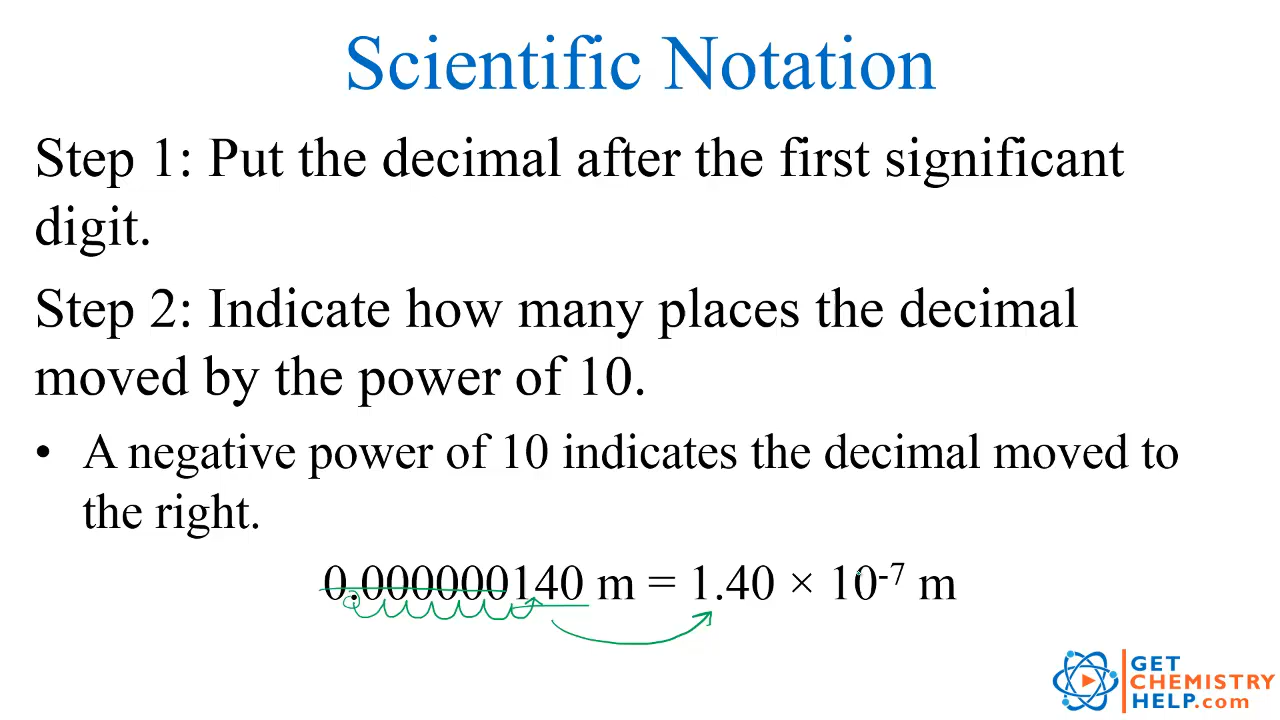 Scientific Notation
Step 1: Put the decimal after the first significant
digit.
Step 2: Indicate how many places the decimal
moved by the power of 10.
• A negative power of 10 indicates the decimal moved to
the right.
0.000000140 m = 1.40 × 10⁻⁷ m
GET
CHEMISTRY
HELP.com